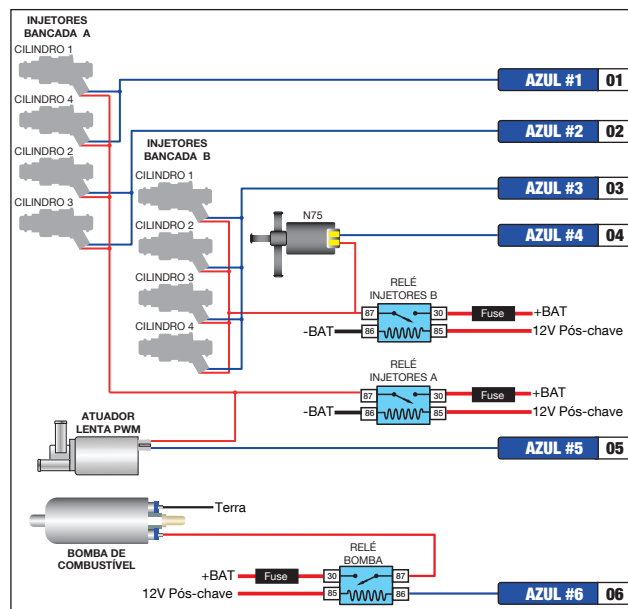 INJETORES
BANCADA A
CILINDRO 1
AZUL #1 01
CILINDRO 4
AZUL #2 02
CILINDRO 2
INJETORES
BANCADA B
CILINDRO 1
AZUL #3 03
CILINDRO 3
N75
AZUL #4 04
CILINDRO 2
RELÉ
INJETORES B
CILINDRO 3
87 30 Fuse +BAT
-BAT 86 85 12V Pós-chave
CILINDRO 4
RELÉ
INJETORES A
87 30 Fuse +BAT
-BAT 86 85 12V Pós-chave
ATUADOR
LENTA PWM
AZUL #5 05
Terra
BOMBA DE
COMBUSTÍVEL
RELÉ
BOMBA
+BAT Fuse 30 87
12V Pós-chave 85 86
AZUL #6 06